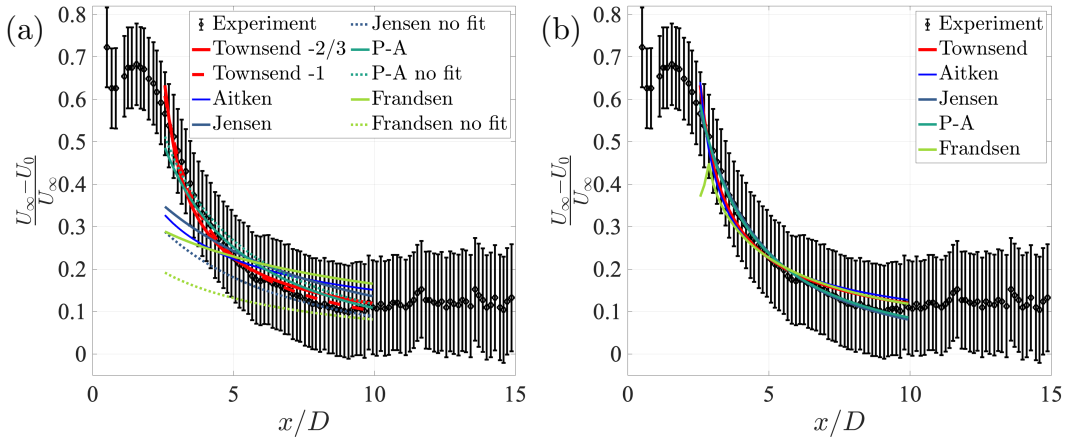 (a)
0.8
0.7
0.6
0.5
0.4
0.3
0.2
0.1
0
U∞−U0
U∞
Experiment
Townsend -2/3
Townsend -1
Aitken
Jensen
Jensen no fit
P-A
P-A no fit
Frandsen
Frandsen no fit
0 5 10 15
x/D
(b)
0.8
0.7
0.6
0.5
0.4
0.3
0.2
0.1
0
U∞−U0
U∞
Experiment
Townsend
Aitken
Jensen
P-A
Frandsen
0 5 10 15
x/D